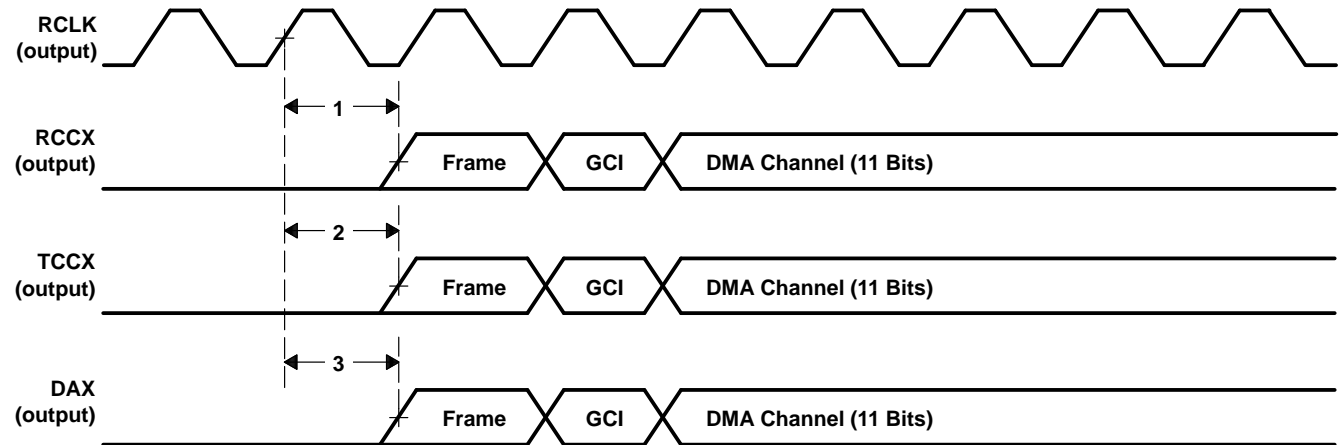 RCLK
(output)
1
RCCX
(output)
Frame GCI DMA Channel (11 Bits)
2
TCCX
(output)
Frame GCI DMA Channel (11 Bits)
3
DAX
(output)
Frame GCI DMA Channel (11 Bits)